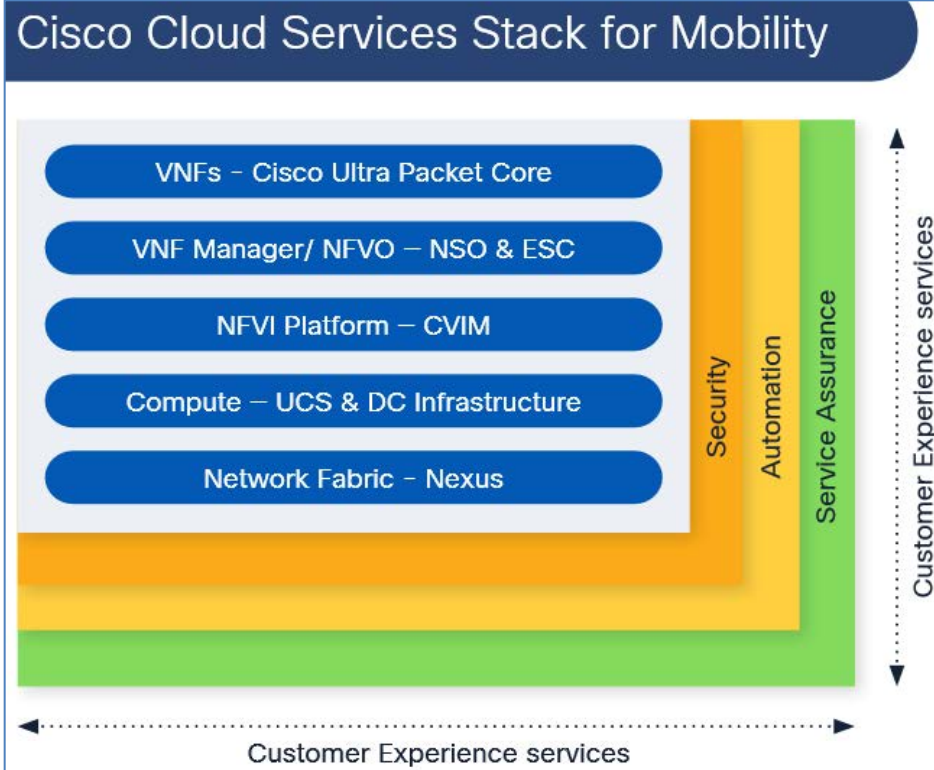 Cisco Cloud Services Stack for Mobility
VNFs - Cisco Ultra Packet Core
VNF Manager/ NFVO – NSO & ESC
NFVI Platform – CVIM
Compute – UCS & DC Infrastructure
Network Fabric - Nexus
Security
Automation
Service Assurance
Customer Experience services
Customer Experience services